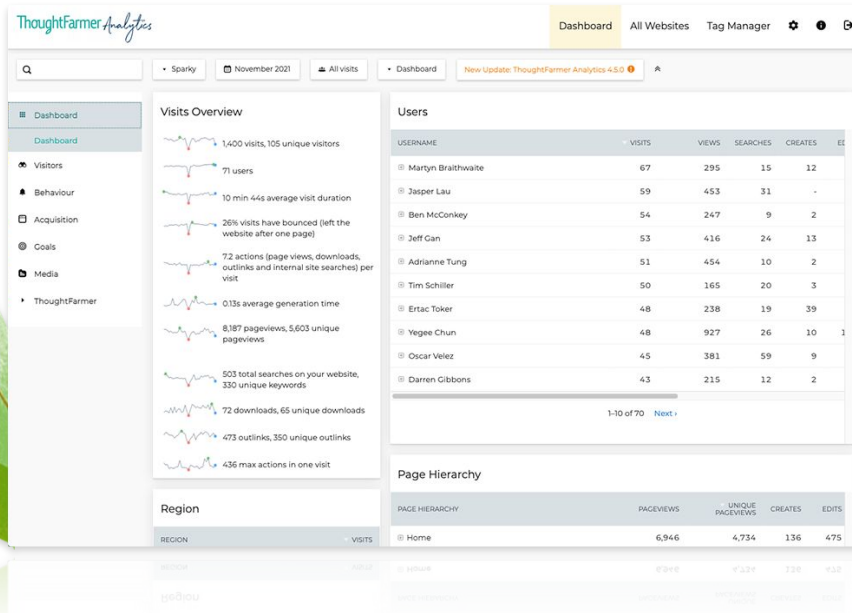 ThoughtFarmer Analytics
Dashboard All Websites Tag Manager
Sparky November 2021 All visits Dashboard New Update: ThoughtFarmer Analytics 4.5.0
Dashboard
Dashboard
Visitors
Behaviour
Acquisition
Goals
Media
ThoughtFarmer
Visits Overview
1,400 visits, 105 unique visitors
71 users
10 min 44s average visit duration
26% visits have bounced (left the
website after one page)
7.2 actions (page views, downloads,
outlinks and internal site searches) per
visit
0.13s average generation time
8,187 pageviews, 5,603 unique
pageviews
503 total searches on your website,
330 unique keywords
72 downloads, 65 unique downloads
473 outlinks, 350 unique outlinks
436 max actions in one visit
Region
REGION VISITS
Users
USERNAME VISITS VIEWS SEARCHES CREATES
Martyn Braithwaite 67 295 15 12
Jasper Lau 59 453 31 -
Ben McConkey 54 247 9 2
Jeff Gan 53 416 24 13
Adrianne Tung 51 454 10 2
Tim Schiller 50 165 20 3
Ertac Toker 48 238 19 39
Yegee Chun 48 927 26 10
Oscar Velez 45 381 59 9
Darren Gibbons 43 215 12 2
1-10 of 70 Next ›
Page Hierarchy
PAGE HIERARCHY PAGEVIEWS UNIQUE PAGEVIEWS CREATES EDITS
Home 6,946 4,734 136 475